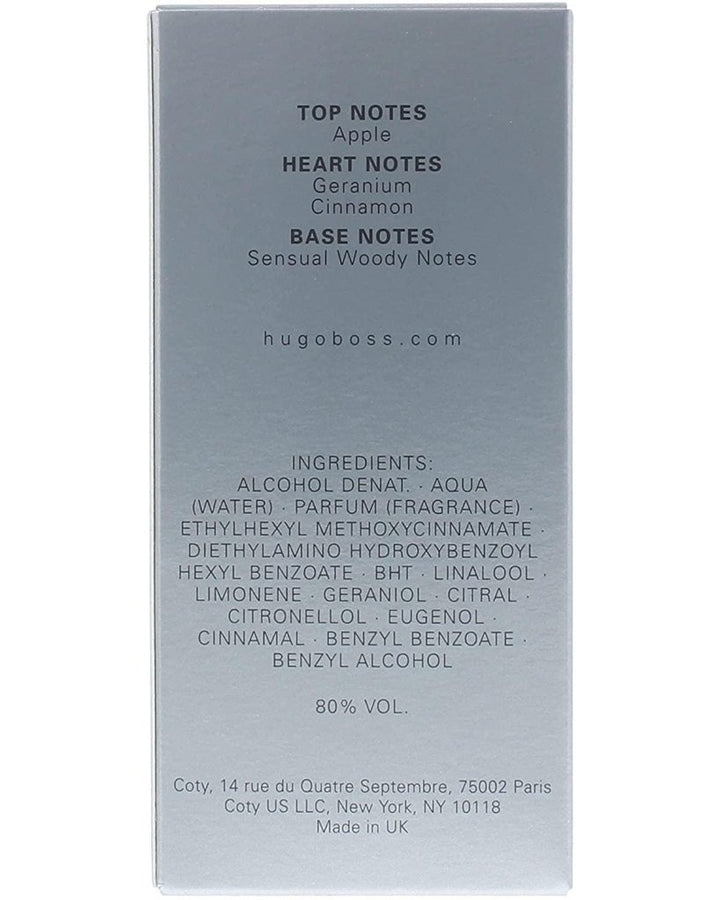 TOP NOTES
Apple
HEART NOTES
Geranium
Cinnamon
BASE NOTES
Sensual Woody Notes
hugoboss.com
INGREDIENTS:
ALCOHOL DENAT. · AQUA
(WATER) · PARFUM (FRAGRANCE) ·
ETHYLHEXYL METHOXYCINNAMATE ·
DIETHYLAMINO HYDROXYBENZOYL
HEXYL BENZOATE · BHT · LINALOOL ·
LIMONENE · GERANIOL · CITRAL ·
CITRONELLOL · EUGENOL ·
CINNAMAL · BENZYL BENZOATE ·
BENZYL ALCOHOL
80% VOL.
Coty, 14 rue du Quatre Septembre, 75002 Paris
Coty US LLC, New York, NY 10118
Made in UK